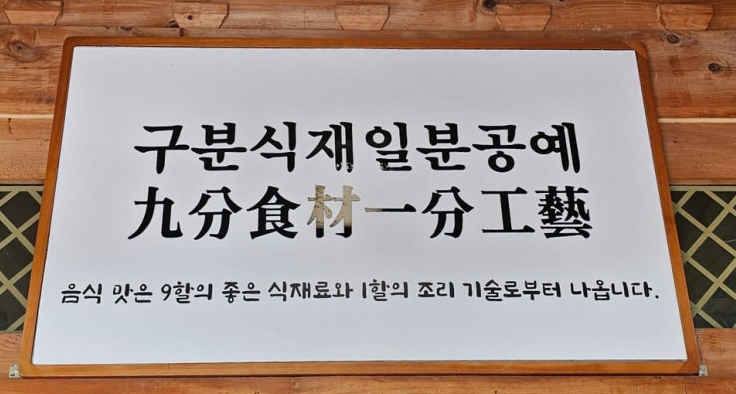 구분식재일분공예
九分食材一分工藝
음식 맛은 9할의 좋은 식재료와 1할의 조리 기술로부터 나옵니다.